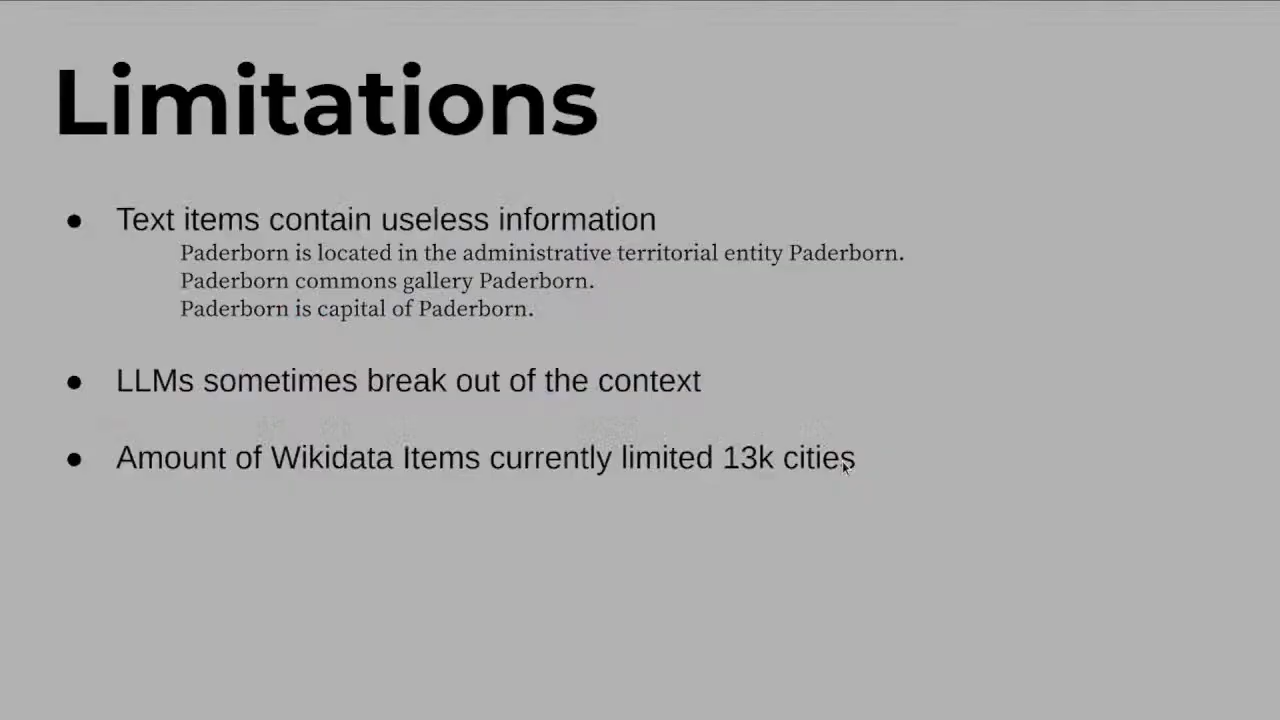 Limitations
● Text items contain useless information
Paderborn is located in the administrative territorial entity Paderborn.
Paderborn commons gallery Paderborn.
Paderborn is capital of Paderborn.
● LLMs sometimes break out of the context
● Amount of Wikidata Items currently limited 13k cities